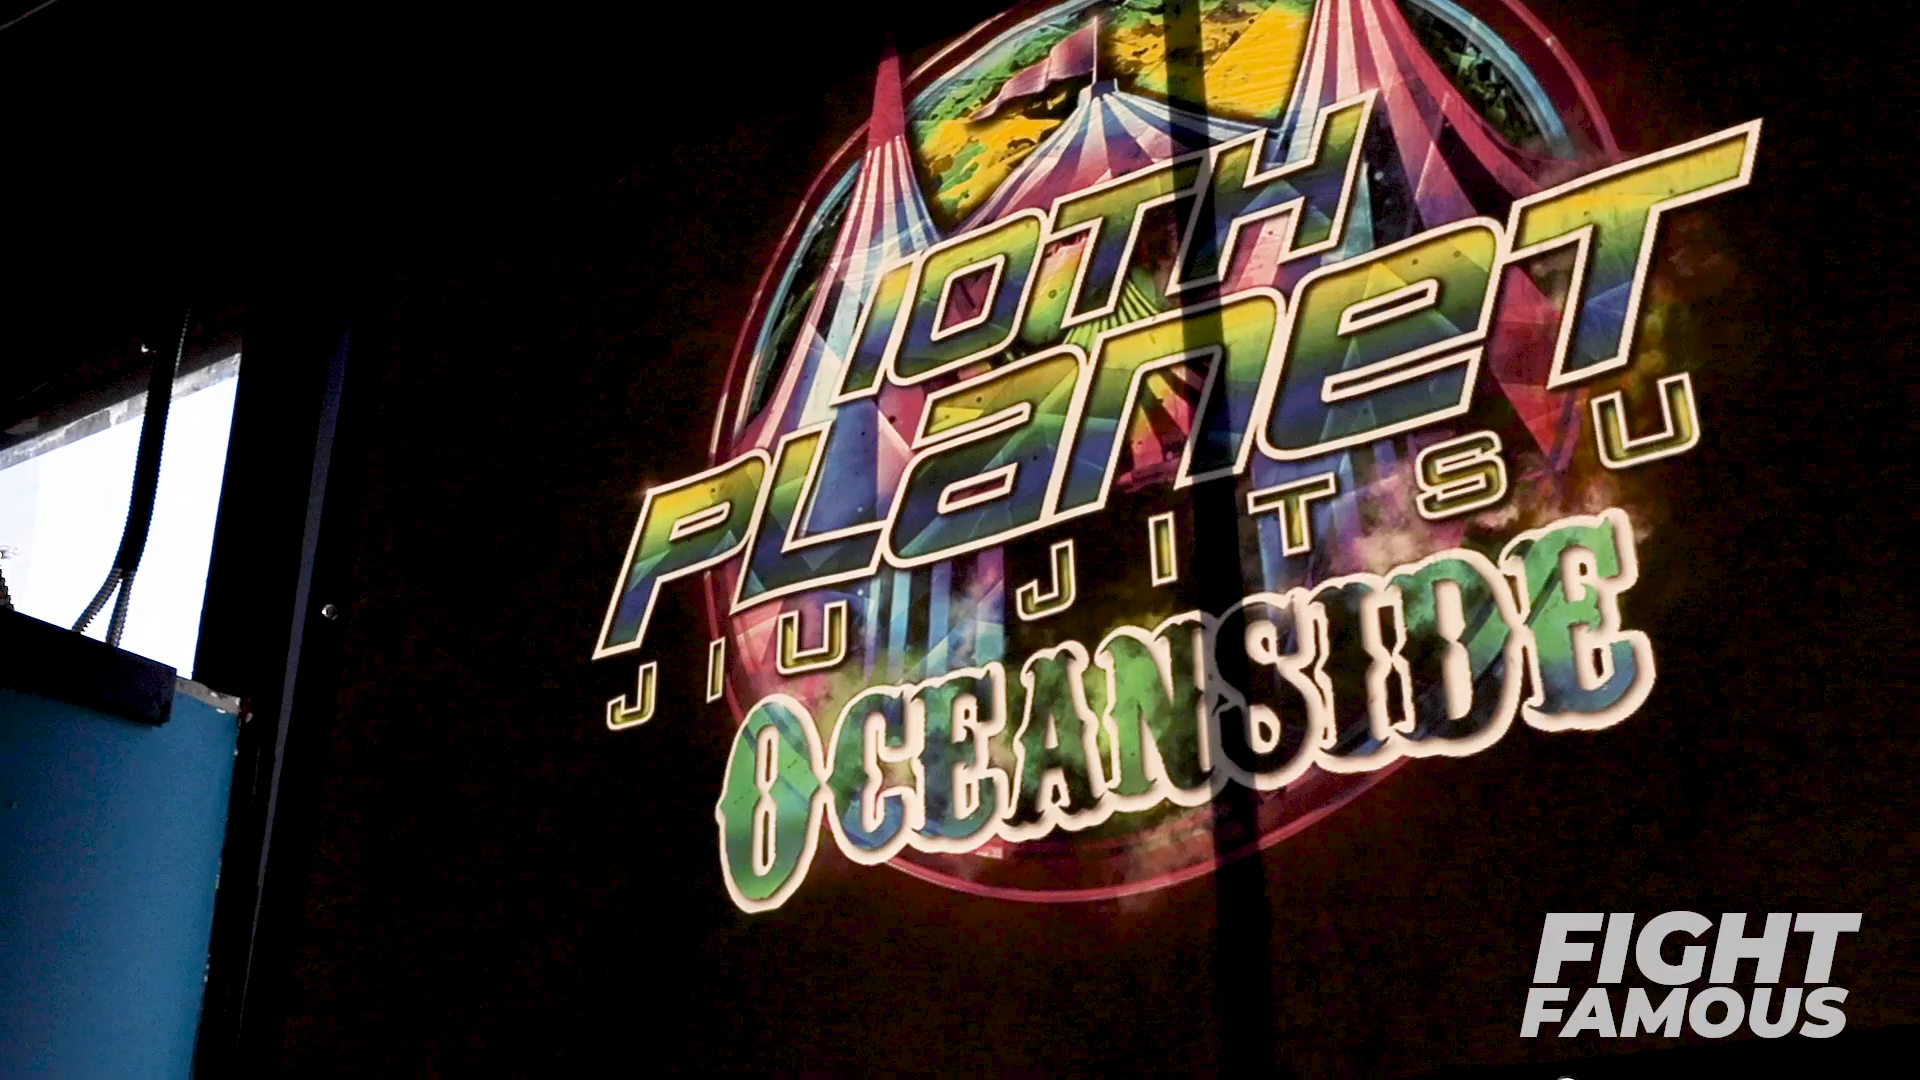 10TH
PLANET
JIU JITSU
OCEANSIDE
FIGHT
FAMOUS